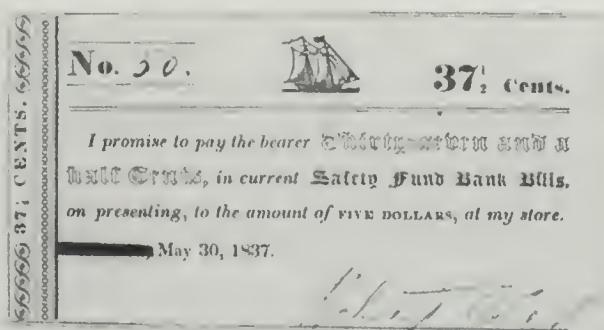 37½ CENTS.
No. 50.
37½ Cents.
I promise to pay the bearer Thirty-seven and a
half Cents, in current Safety Fund Bank Bills,
on presenting, to the amount of FIVE DOLLARS, at my store.
May 30, 1837.